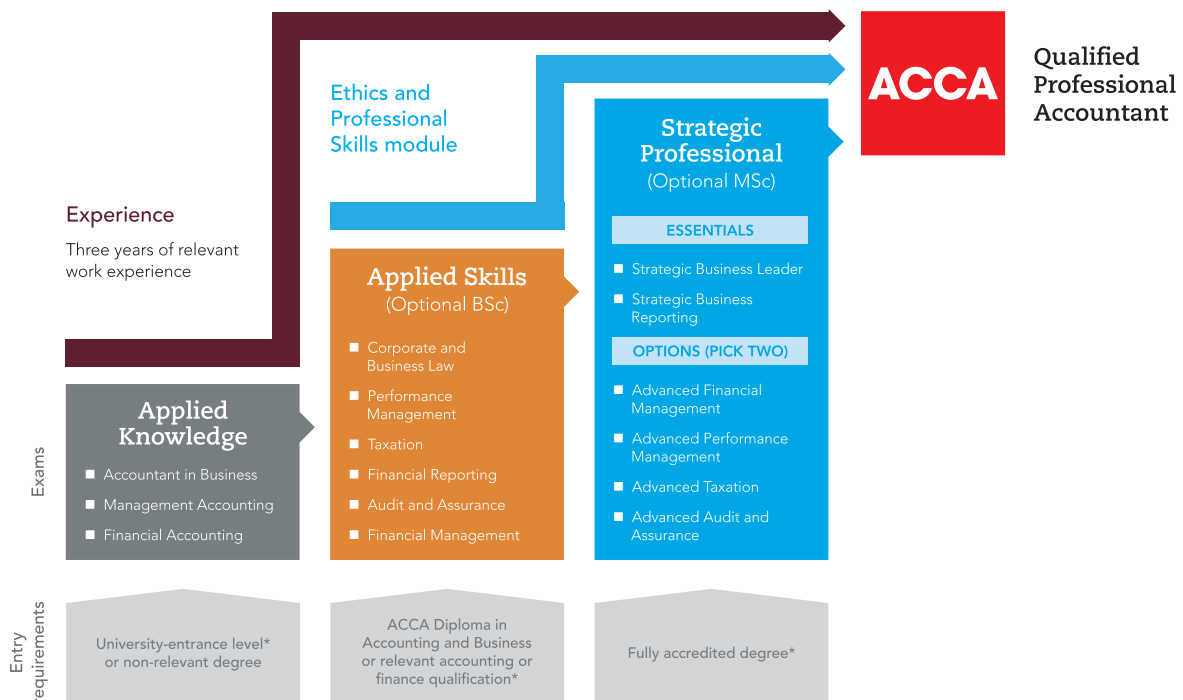 ACCA
Qualified
Professional
Accountant
Ethics and
Professional
Skills module
Experience
Three years of relevant
work experience
Exams
Applied
Knowledge
Accountant in Business
Management Accounting
Financial Accounting
Applied Skills
(Optional BSc)
Corporate and
Business Law
Performance
Management
Taxation
Financial Reporting
Audit and Assurance
Financial Management
Strategic
Professional
(Optional MSc)
ESSENTIALS
Strategic Business Leader
Strategic Business
Reporting
OPTIONS (PICK TWO)
Advanced Financial
Management
Advanced Performance
Management
Advanced Taxation
Advanced Audit and
Assurance
Entry
requirements
University-entrance level*
or non-relevant degree
ACCA Diploma in
Accounting and Business
or relevant accounting or
finance qualification*
Fully accredited degree*